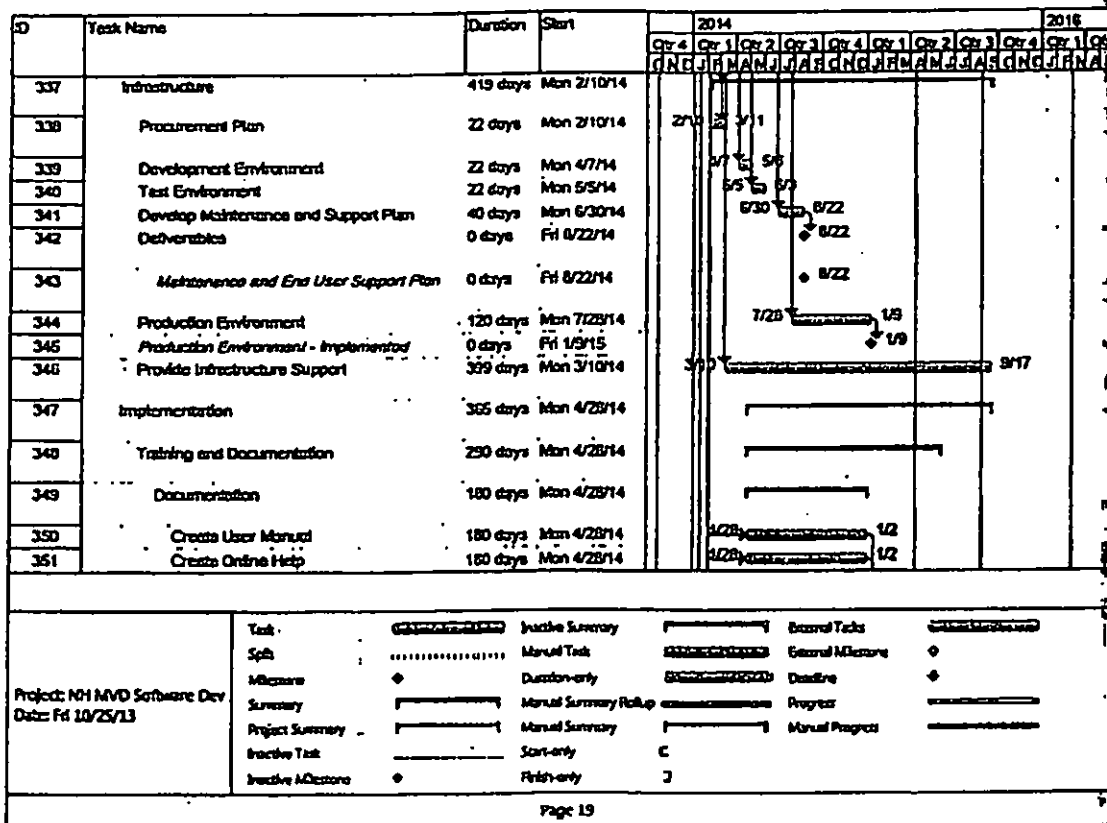 ID Task Name Duration Start 2014 2016
Qtr 4 Qtr 1 Qtr 2 Qtr 3 Qtr 4 Qtr 1 Qtr 2 Qtr 3 Qtr 4 Qtr 1
O N D J F M A M J J A S O N D J F M A M J J A S O N D J F M A
337 Infrastructure 419 days Mon 2/10/14
338 Procurement Plan 22 days Mon 2/10/14
339 Development Environment 22 days Mon 4/7/14 4/7 5/6
340 Test Environment 22 days Mon 5/5/14 5/5 6/3
341 Develop Maintenance and Support Plan 40 days Mon 6/30/14 6/30 8/22
342 Deliverables 0 days Fri 8/22/14 8/22
343 Maintenance and End User Support Plan 0 days Fri 8/22/14 8/22
344 Production Environment 120 days Mon 7/28/14 7/28 1/9
345 Production Environment - Implemented 0 days Fri 1/9/15 1/9
346 Provide Infrastructure Support 399 days Mon 3/10/14 3/10 9/17
347 Implementation 365 days Mon 4/28/14
348 Training and Documentation 290 days Mon 4/28/14
349 Documentation 180 days Mon 4/28/14
350 Create User Manual 180 days Mon 4/28/14 4/28 1/2
351 Create Online Help 180 days Mon 4/28/14 4/28 1/2
Project: NH MVD Software Dev
Date: Fri 10/25/13
Task
Split
Milestone
Summary
Project Summary
Inactive Task
Inactive Milestone
Inactive Summary
Manual Task
Duration-only
Manual Summary Rollup
Manual Summary
Start-only
Finish-only
External Tasks
External Milestone
Deadline
Progress
Manual Progress
Page 19